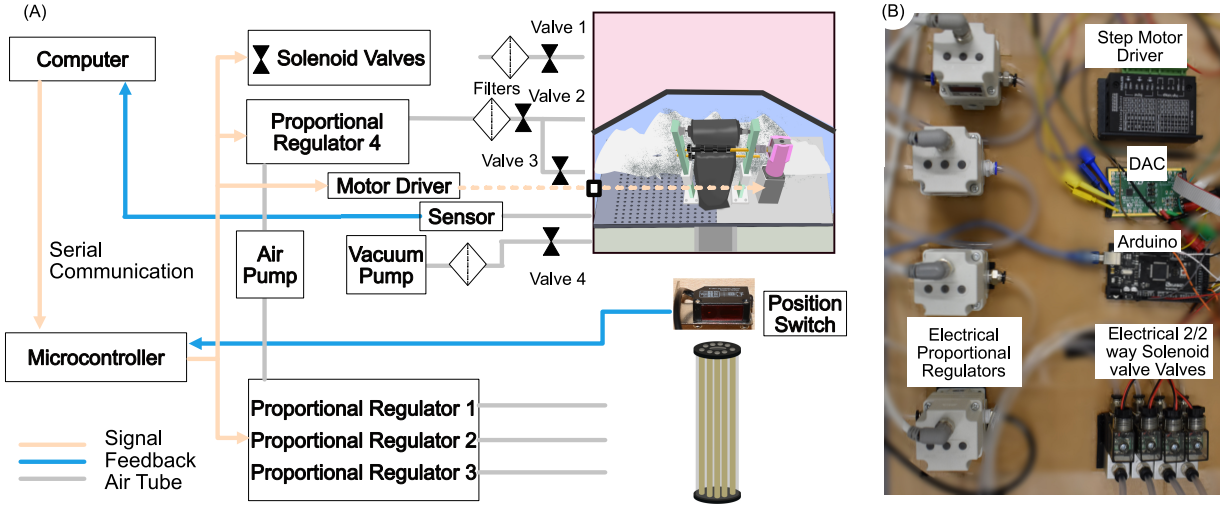 (A)
Computer
Solenoid Valves
Valve 1
Filters
Valve 2
Proportional
Regulator 4
Valve 3
Motor Driver
Sensor
Air
Pump
Vacuum
Pump
Valve 4
Serial
Communication
Position
Switch
Microcontroller
Proportional Regulator 1
Proportional Regulator 2
Proportional Regulator 3
Signal
Feedback
Air Tube
(B)
Step Motor
Driver
DAC
Arduino
Electrical
Proportional
Regulators
Electrical 2/2
way Solenoid
valve Valves